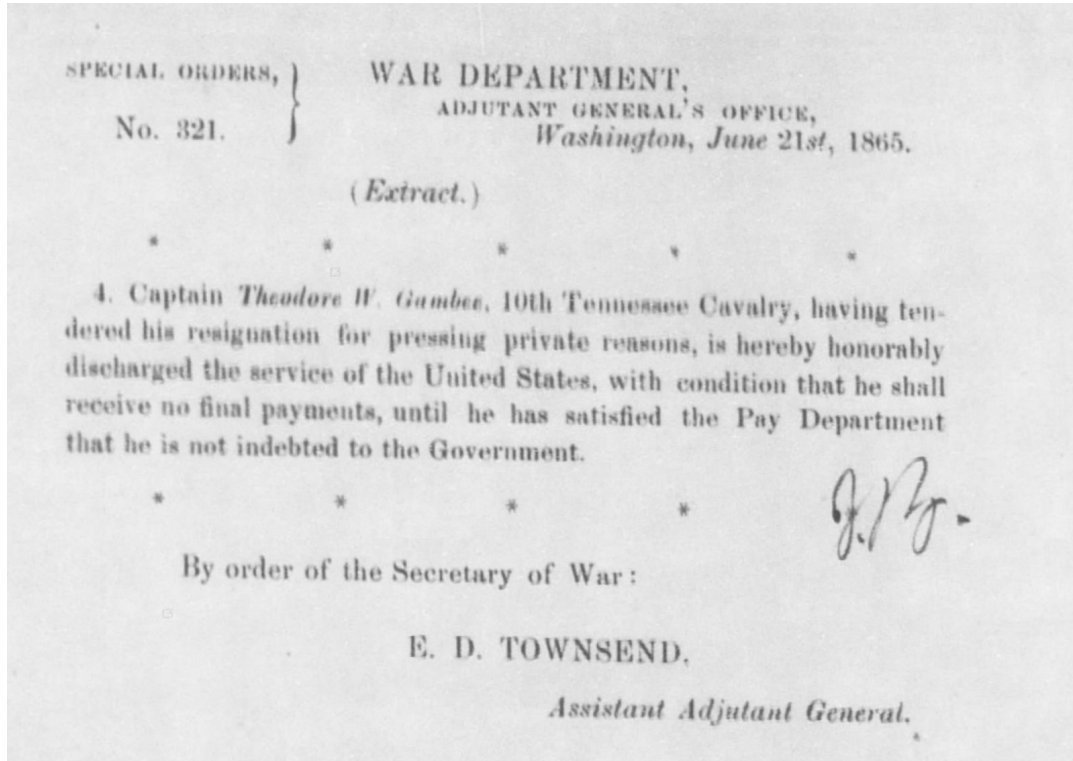 SPECIAL ORDERS, }
No. 321.
WAR DEPARTMENT,
ADJUTANT GENERAL'S OFFICE,
Washington, June 21st, 1865.
(Extract.)
* * * * *
4. Captain Theodore W. Gambee, 10th Tennessee Cavalry, having ten-
dered his resignation for pressing private reasons, is hereby honorably
discharged the service of the United States, with condition that he shall
receive no final payments, until he has satisfied the Pay Department
that he is not indebted to the Government.
* * * *
By order of the Secretary of War:
E. D. TOWNSEND,
Assistant Adjutant General.